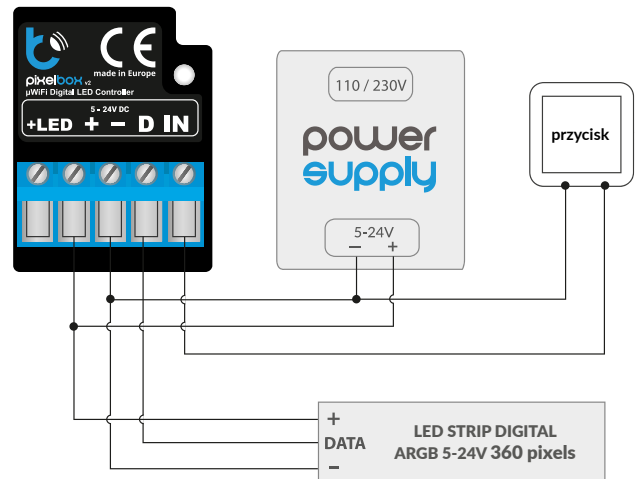 CE
made in Europe
pixelbox v2
µWiFi Digital LED Controller
5 - 24V DC
+LED + – D IN
110 / 230V
power
supply
5-24V
– +
przycisk
+
DATA
–
LED STRIP DIGITAL
ARGB 5-24V 360 pixels